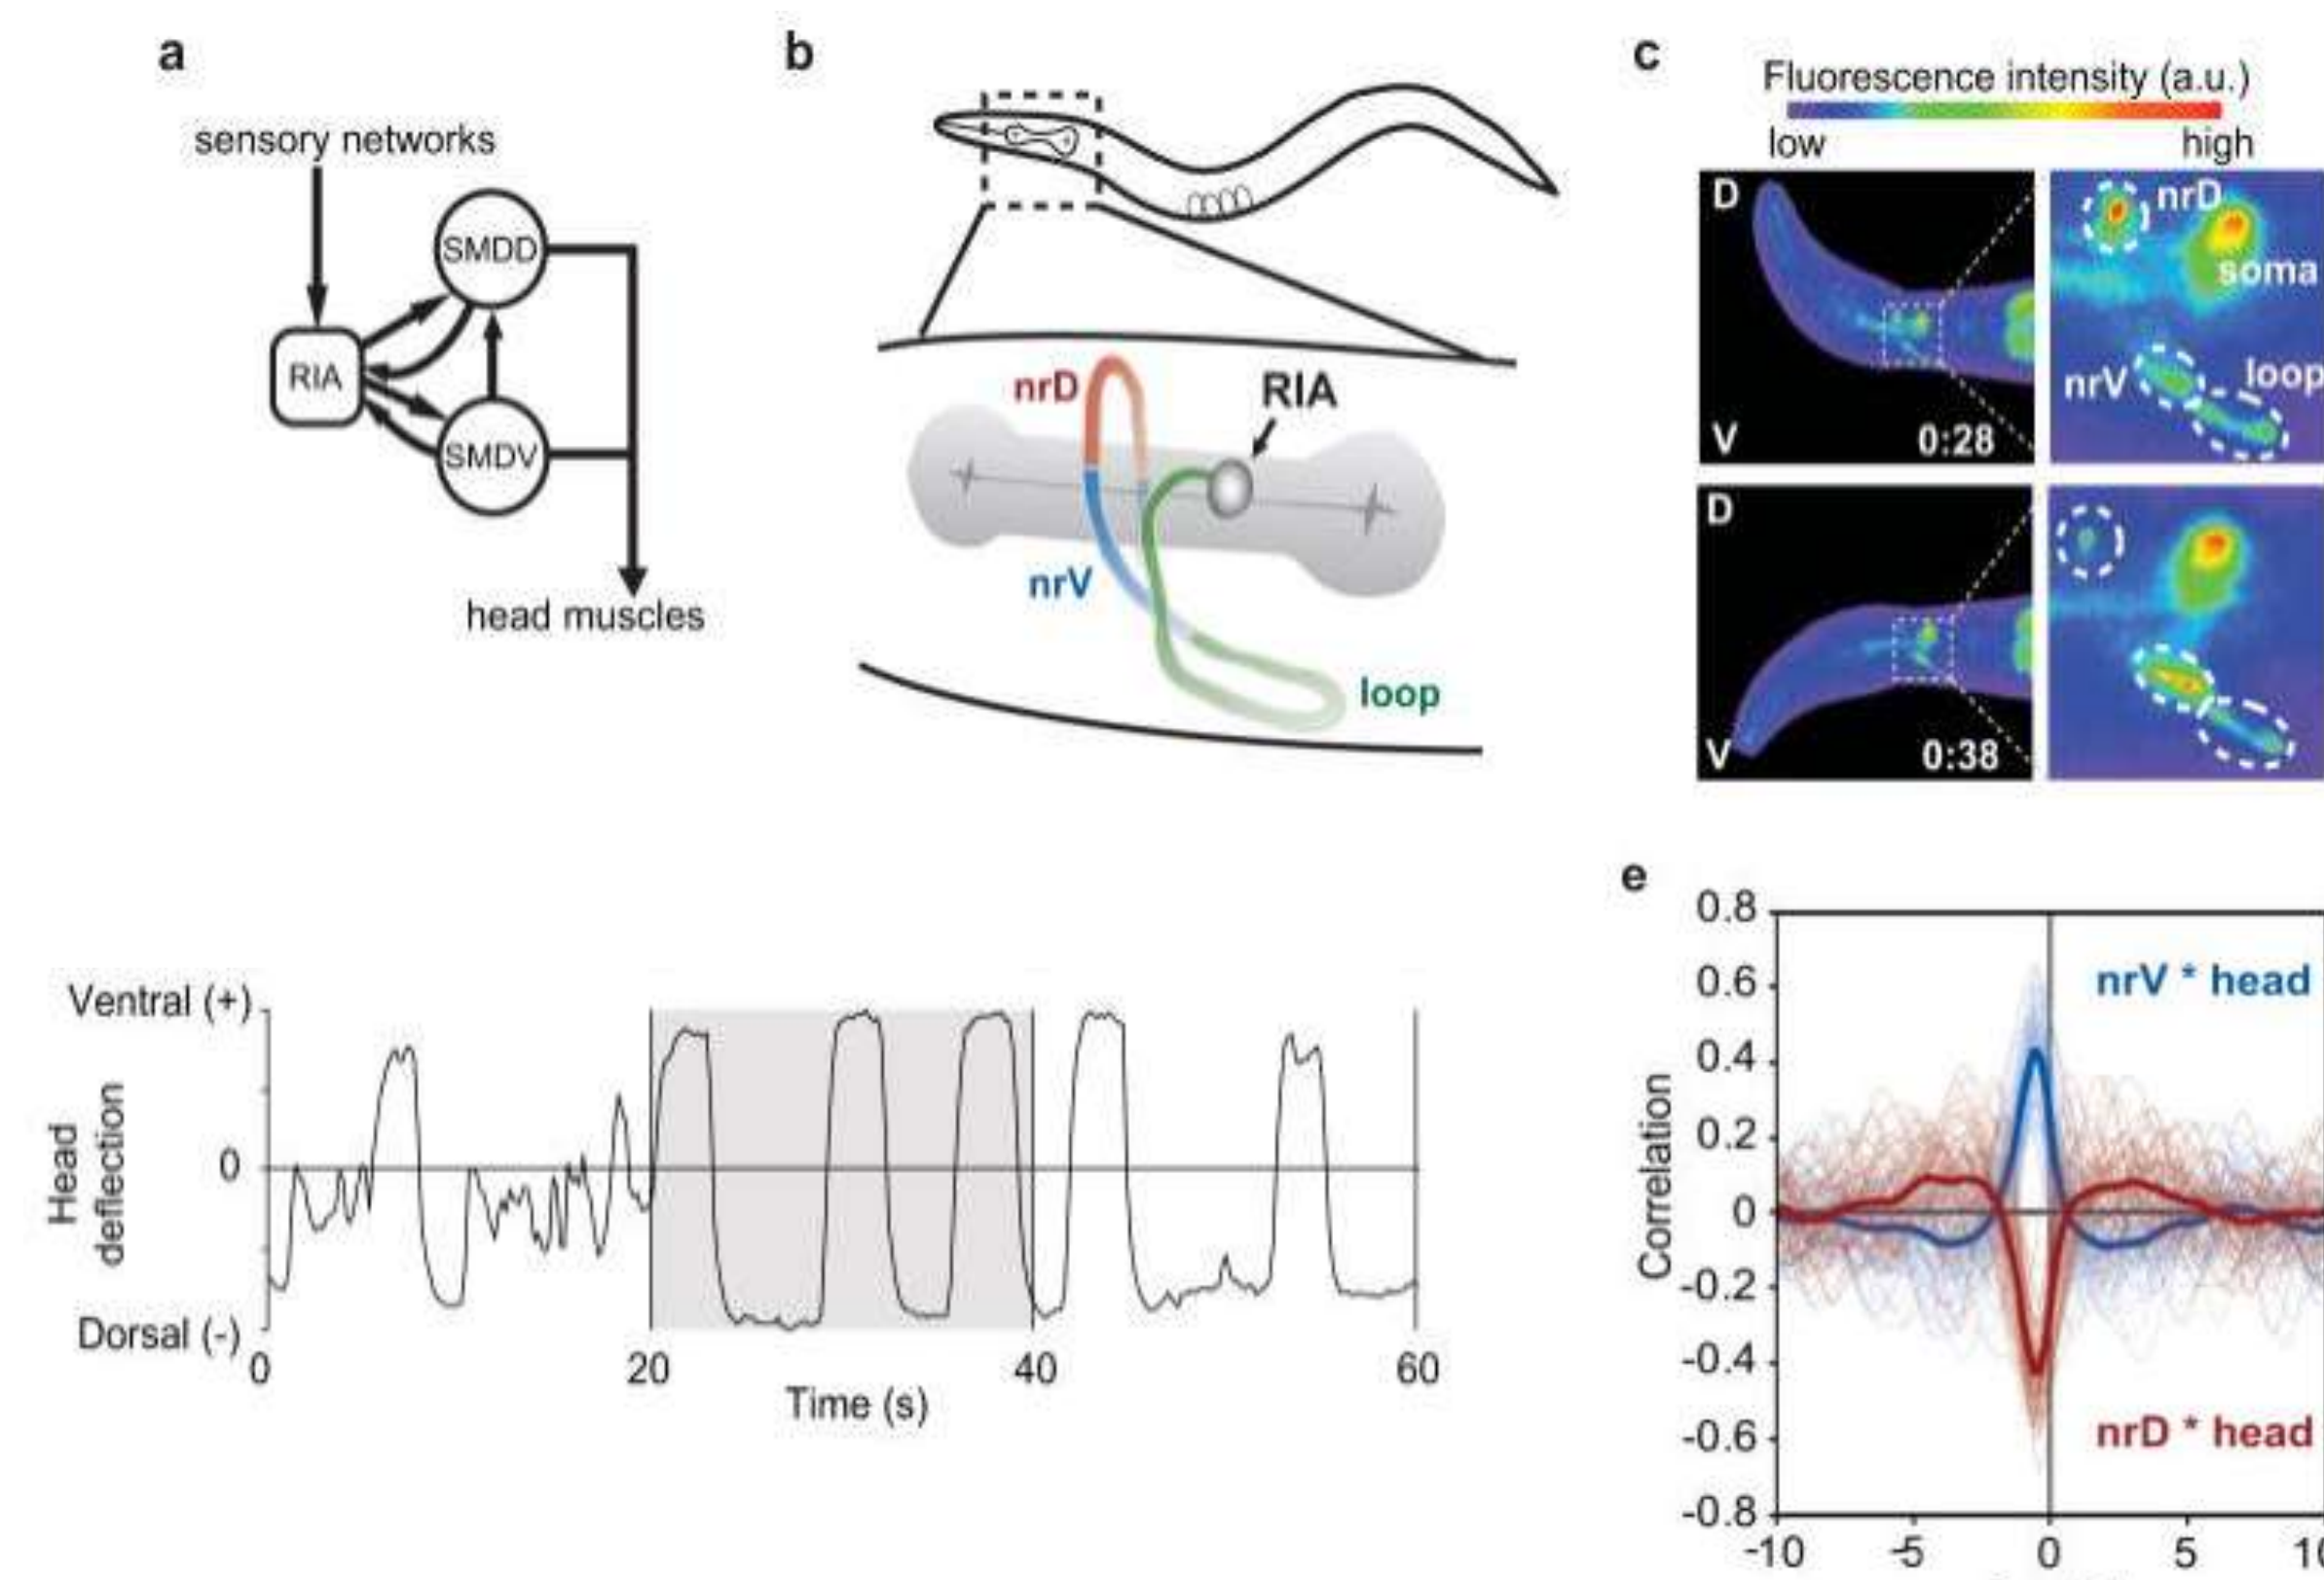 a
sensory networks
SMDD
RIA
SMDV
head muscles
b
nrD
RIA
nrV
loop
c
Fluorescence intensity (a.u.)
low
high
D
V
0:28
nrD
soma
nrV
loop
D
V
0:38
Ventral (+)
0
Dorsal (-)
Head
deflection
0
20
40
60
Time (s)
e
0.8
0.6
0.4
0.2
0
-0.2
-0.4
-0.6
-0.8
Correlation
nrV * head
nrD * head
-10
-5
0
5